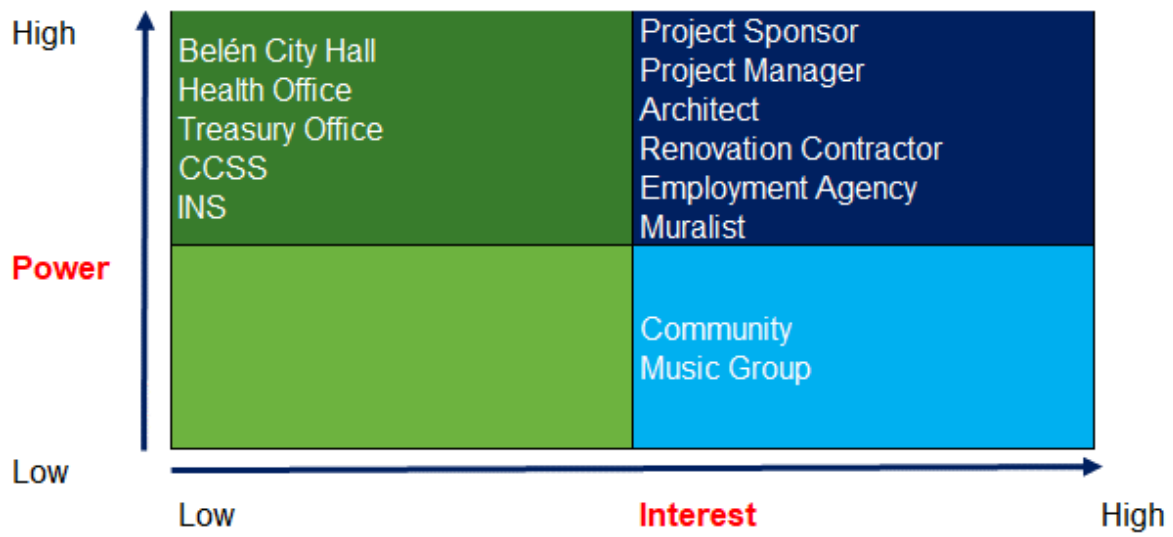 High
Belén City Hall
Health Office
Treasury Office
CCSS
INS
Project Sponsor
Project Manager
Architect
Renovation Contractor
Employment Agency
Muralist
Power
Community
Music Group
Low
Low
Interest
High